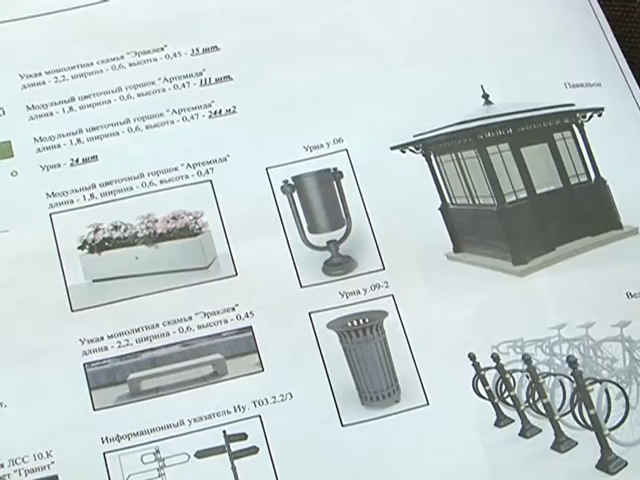 Узкая монолитная скамья "Эраклея"
длина - 2,2, ширина - 0,6, высота - 0,45 - 35 шт.
Модульный цветочный горшок "Артемида"
длина - 1,8, ширина - 0,6, высота - 0,47 - 111 шт.
Модульный цветочный горшок "Артемида"
длина - 1,8, ширина - 0,6, высота - 0,47 - 244 м2
Урна - 24 шт
Модульный цветочный горшок "Артемида"
длина - 1,8, ширина - 0,6, высота - 0,47
Урна у.06
Павильон
Урна у.09-2
Узкая монолитная скамья "Эраклея"
длина - 2,2, ширина - 0,6, высота - 0,45
Информационный указатель Иу. Т03.2.2/3
ЛСС 10.К
"Гранит"